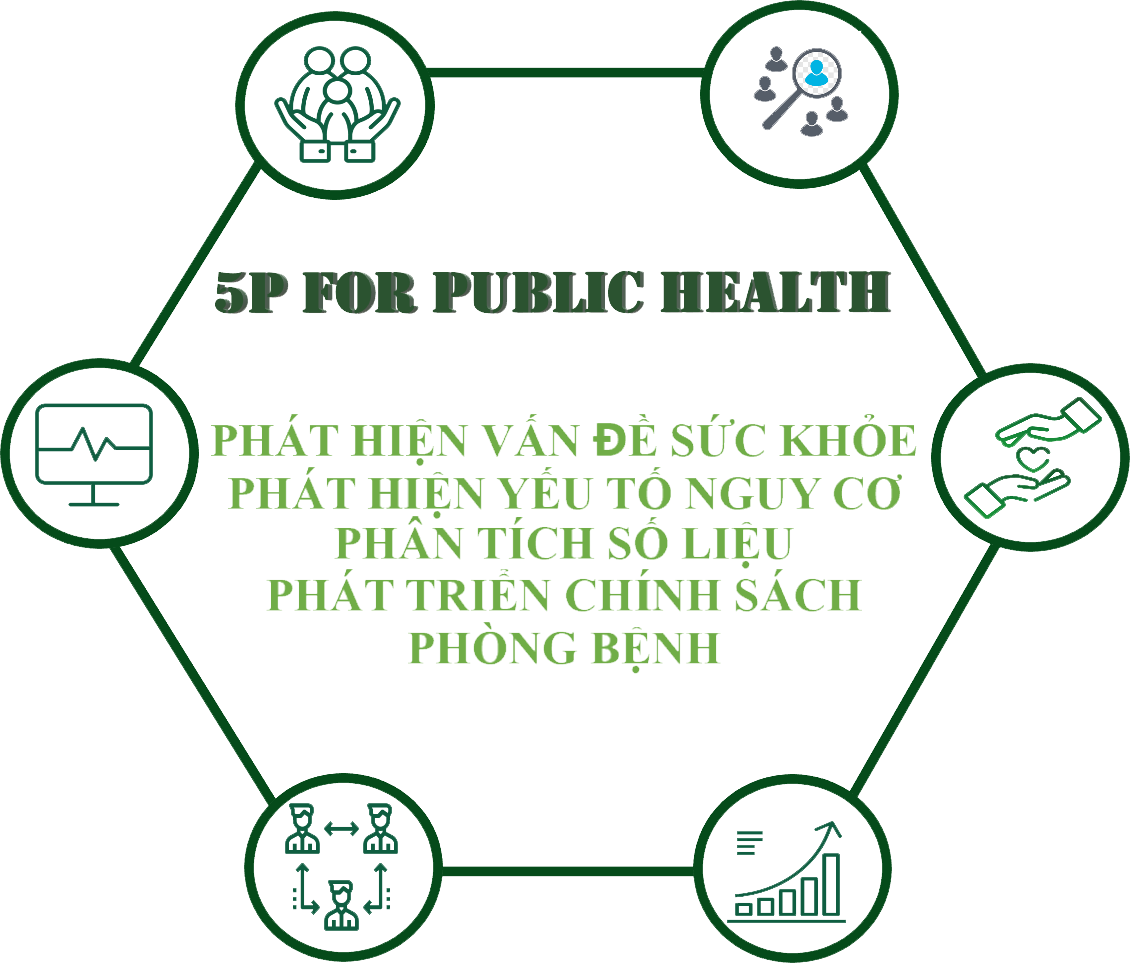 5P FOR PUBLIC HEALTH
PHÁT HIỆN VẤN ĐỀ SỨC KHỎE
PHÁT HIỆN YẾU TỐ NGUY CƠ
PHÂN TÍCH SỐ LIỆU
PHÁT TRIỂN CHÍNH SÁCH
PHÒNG BỆNH